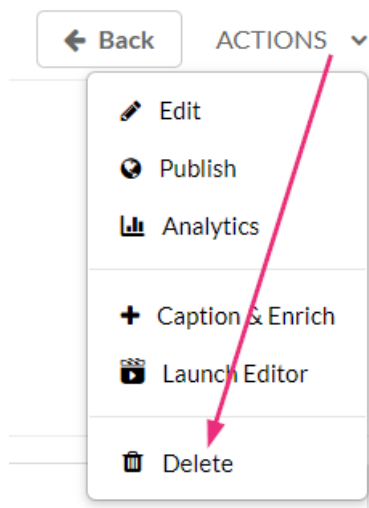 Back ACTIONS
Edit
Publish
Analytics
Caption & Enrich
Launch Editor
Delete